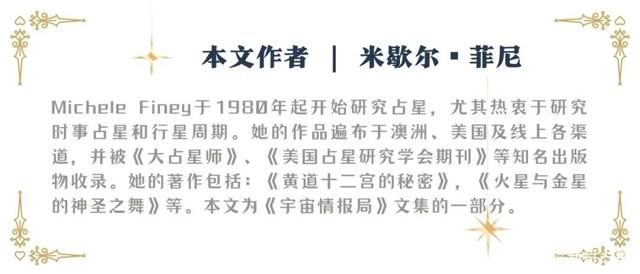 本文作者 | 米歇尔·菲尼
Michele Finey于1980年起开始研究占星，尤其热衷于研究
时事占星和行星周期。她的作品遍布于澳洲、美国及线上各渠
道，并被《大占星师》、《美国占星研究学会期刊》等知名出版
物收录。她的著作包括：《黄道十二宫的秘密》，《火星与金星
的神圣之舞》等。本文为《宇宙情报局》文集的一部分。